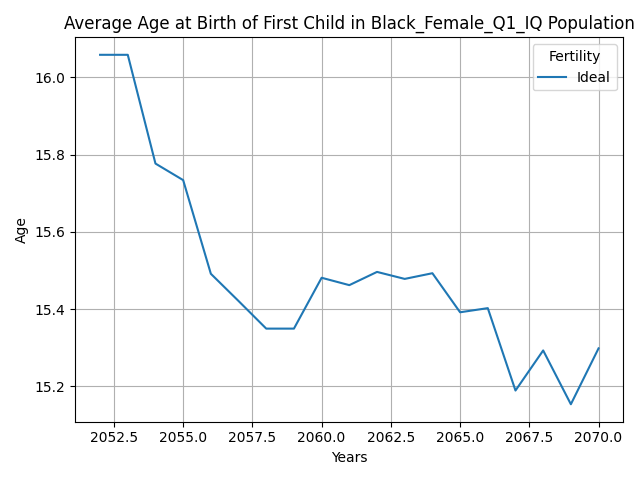 Average Age at Birth of First Child in Black_Female_Q1_IQ Population
Fertility
Ideal
16.0
15.8
15.6
15.4
15.2
Age
2052.5 2055.0 2057.5 2060.0 2062.5 2065.0 2067.5 2070.0
Years